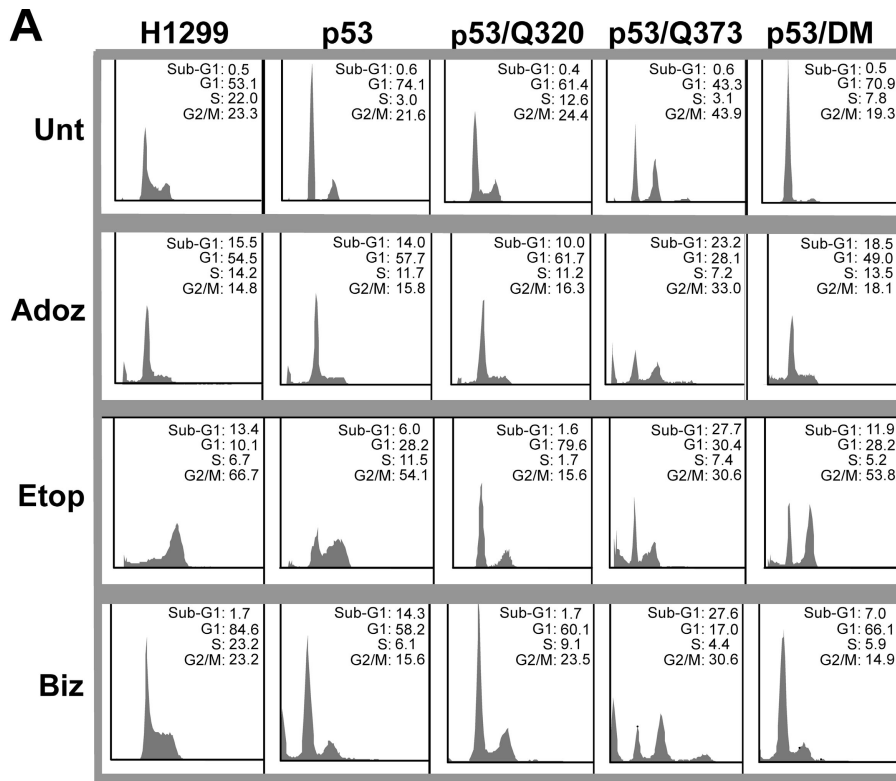 A
H1299 p53 p53/Q320 p53/Q373 p53/DM
Unt
Sub-G1: 0.5
G1: 53.1
S: 22.0
G2/M: 23.3
Sub-G1: 0.6
G1: 74.1
S: 3.0
G2/M: 21.6
Sub-G1: 0.4
G1: 61.4
S: 12.6
G2/M: 24.4
Sub-G1: 0.6
G1: 43.3
S: 3.1
G2/M: 43.9
Sub-G1: 0.5
G1: 70.9
S: 7.8
G2/M: 19.3
Adoz
Sub-G1: 15.5
G1: 54.5
S: 14.2
G2/M: 14.8
Sub-G1: 14.0
G1: 57.7
S: 11.7
G2/M: 15.8
Sub-G1: 10.0
G1: 61.7
S: 11.2
G2/M: 16.3
Sub-G1: 23.2
G1: 28.1
S: 7.2
G2/M: 33.0
Sub-G1: 18.5
G1: 49.0
S: 13.5
G2/M: 18.1
Etop
Sub-G1: 13.4
G1: 10.1
S: 6.7
G2/M: 66.7
Sub-G1: 6.0
G1: 28.2
S: 11.5
G2/M: 54.1
Sub-G1: 1.6
G1: 79.6
S: 1.7
G2/M: 15.6
Sub-G1: 27.7
G1: 30.4
S: 7.4
G2/M: 30.6
Sub-G1: 11.9
G1: 28.2
S: 5.2
G2/M: 53.8
Biz
Sub-G1: 1.7
G1: 84.6
S: 23.2
G2/M: 23.2
Sub-G1: 14.3
G1: 58.2
S: 6.1
G2/M: 15.6
Sub-G1: 1.7
G1: 60.1
S: 9.1
G2/M: 23.5
Sub-G1: 27.6
G1: 17.0
S: 4.4
G2/M: 30.6
Sub-G1: 7.0
G1: 66.1
S: 5.9
G2/M: 14.9